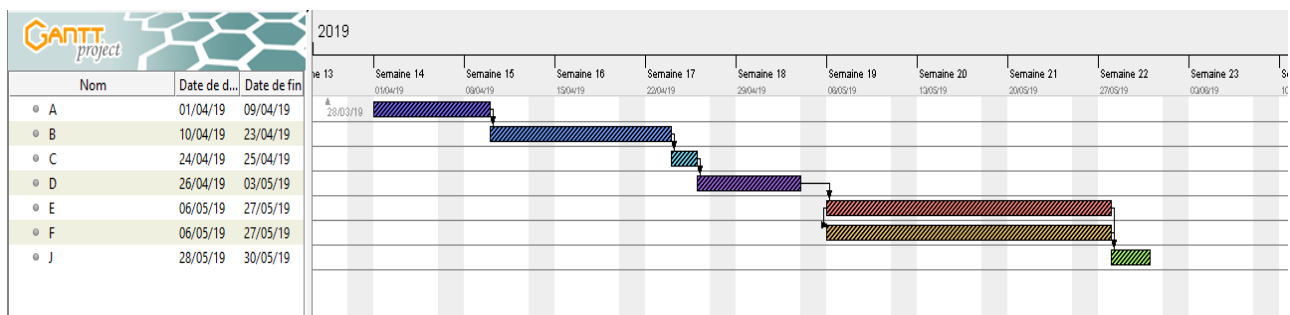 GANTT
project
2019
ne 13 Semaine 14 Semaine 15 Semaine 16 Semaine 17 Semaine 18 Semaine 19 Semaine 20 Semaine 21 Semaine 22 Semaine 23 S
Nom Date de d... Date de fin
01/04/19 08/04/19 15/04/19 22/04/19 29/04/19 06/05/19 13/05/19 20/05/19 27/05/19 03/06/19 10
A 01/04/19 09/04/19 28/03/19
B 10/04/19 23/04/19
C 24/04/19 25/04/19
D 26/04/19 03/05/19
E 06/05/19 27/05/19
F 06/05/19 27/05/19
J 28/05/19 30/05/19